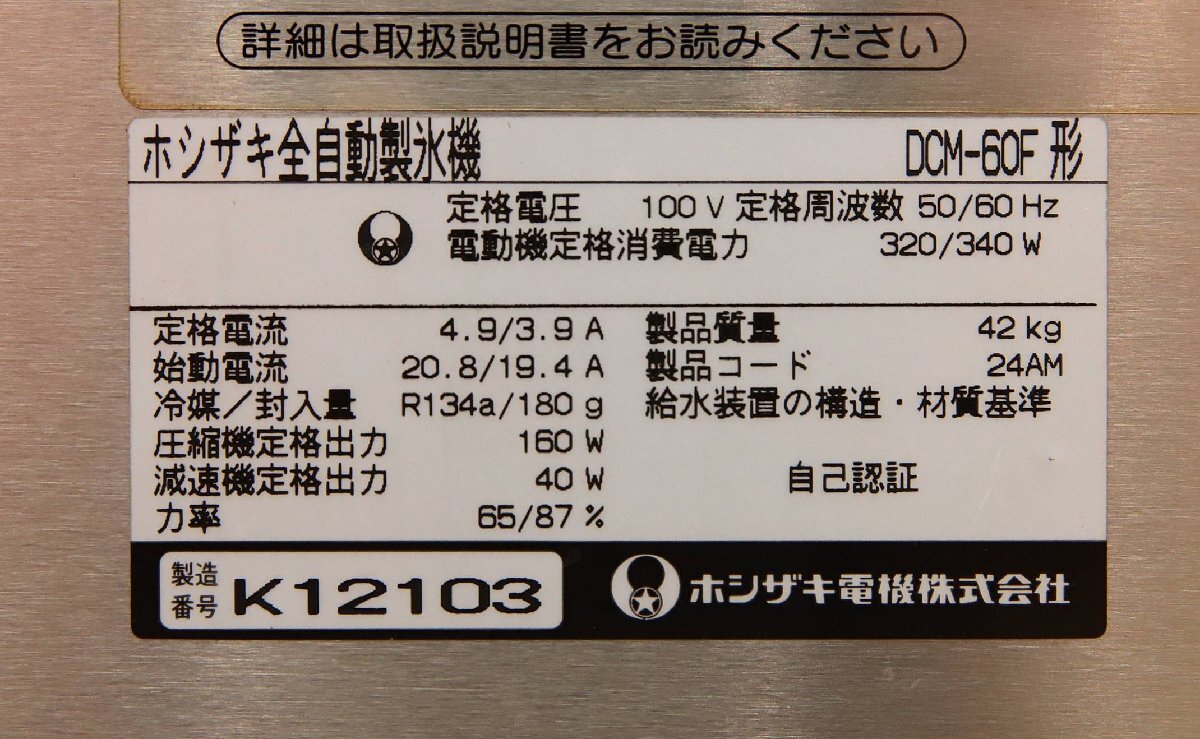 詳細は取扱説明書をお読みください
ホシザキ全自動製氷機 DCM-60F 形
定格電圧 100 V 定格周波数 50/60 Hz
電動機定格消費電力 320/340 W
定格電流 4.9/3.9 A 製品質量 42 kg
始動電流 20.8/19.4 A 製品コード 24AM
冷媒/封入量 R134a/180 g 給水装置の構造・材質基準
圧縮機定格出力 160 W
減速機定格出力 40 W 自己認証
力率 65/87 %
製造番号 K12103 ホシザキ電機株式会社